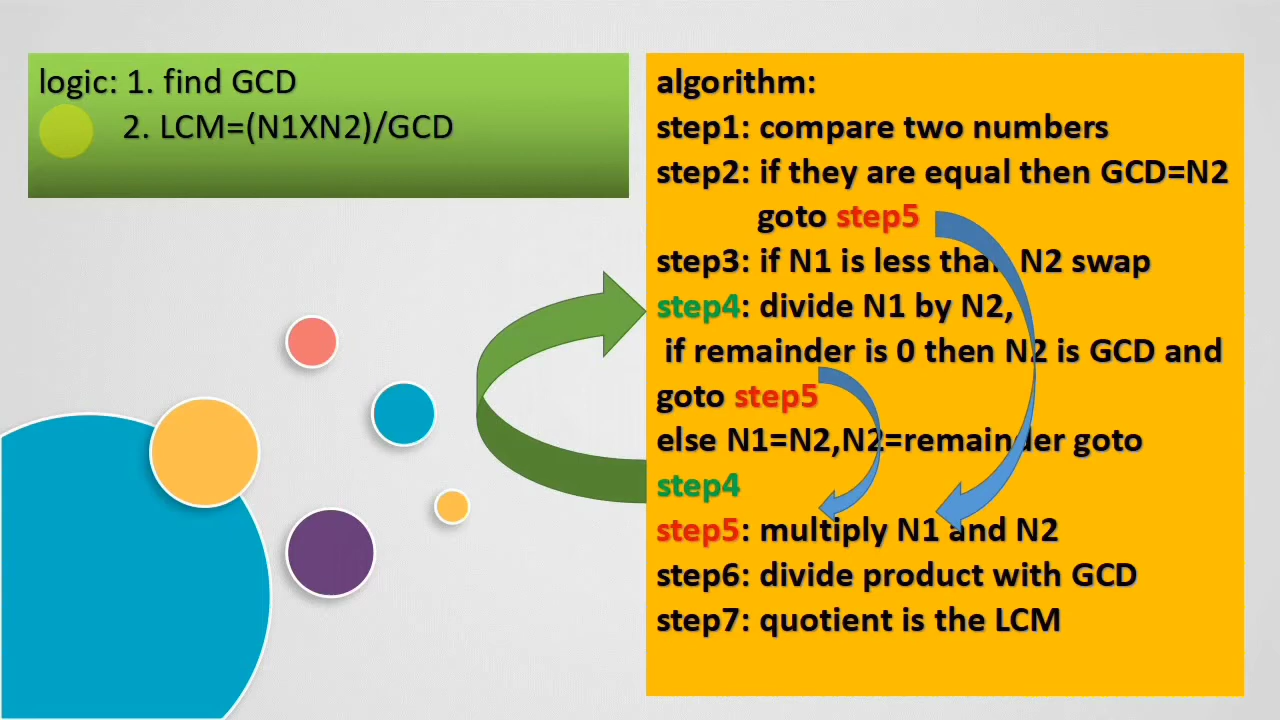 logic: 1. find GCD
2. LCM=(N1XN2)/GCD
algorithm:
step1: compare two numbers
step2: if they are equal then GCD=N2
goto step5
step3: if N1 is less than N2 swap
step4: divide N1 by N2,
if remainder is 0 then N2 is GCD and
goto step5
else N1=N2,N2=remainder goto
step4
step5: multiply N1 and N2
step6: divide product with GCD
step7: quotient is the LCM